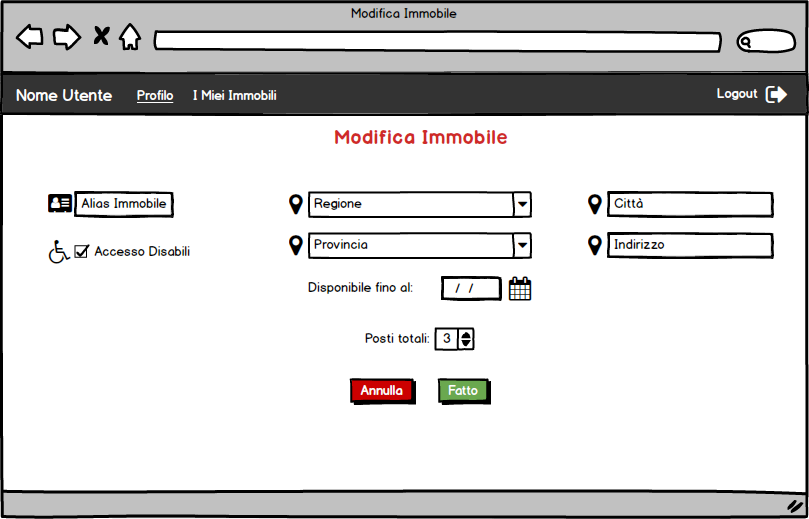 Modifica Immobile
Nome Utente Profilo I Miei Immobili Logout
Modifica Immobile
Alias Immobile Regione Città
Accesso Disabili Provincia Indirizzo
Disponibile fino al: / /
Posti totali: 3
Annulla Fatto